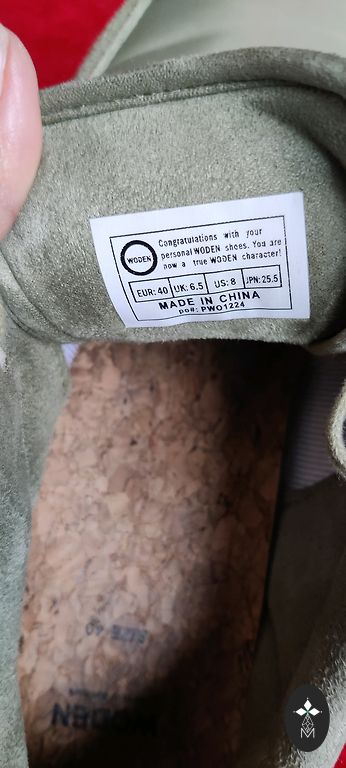 WODEN
Congratulations with your
personal WODEN shoes. You are
now a true WODEN character!
EUR: 40 UK: 6.5 US: 8 JPN: 25.5
MADE IN CHINA
po#: PWO1224
SIZE 40
WODEN
M